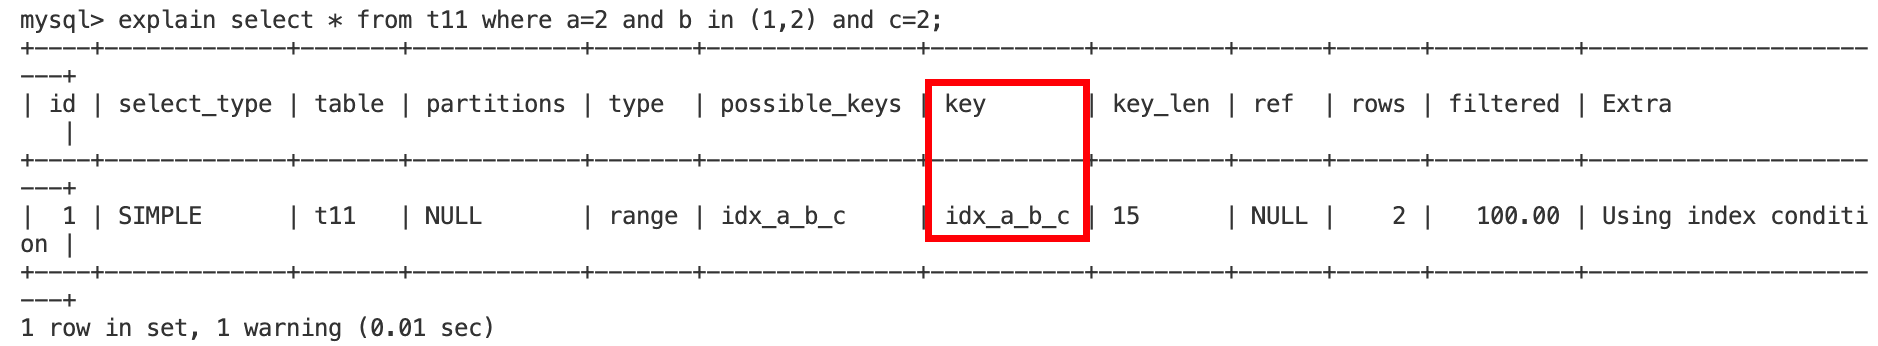 mysql> explain select * from t11 where a=2 and b in (1,2) and c=2;
+----+-------------+-------+------------+-------+---------------+-----------+---------+------+------+----------+--------------------
---+
| id | select_type | table | partitions | type  | possible_keys | key       | key_len | ref  | rows | filtered | Extra
   |
+----+-------------+-------+------------+-------+---------------+-----------+---------+------+------+----------+--------------------
---+
|  1 | SIMPLE      | t11   | NULL       | range | idx_a_b_c     | idx_a_b_c | 15      | NULL |    2 |   100.00 | Using index conditi
on |
+----+-------------+-------+------------+-------+---------------+-----------+---------+------+------+----------+--------------------
---+
1 row in set, 1 warning (0.01 sec)